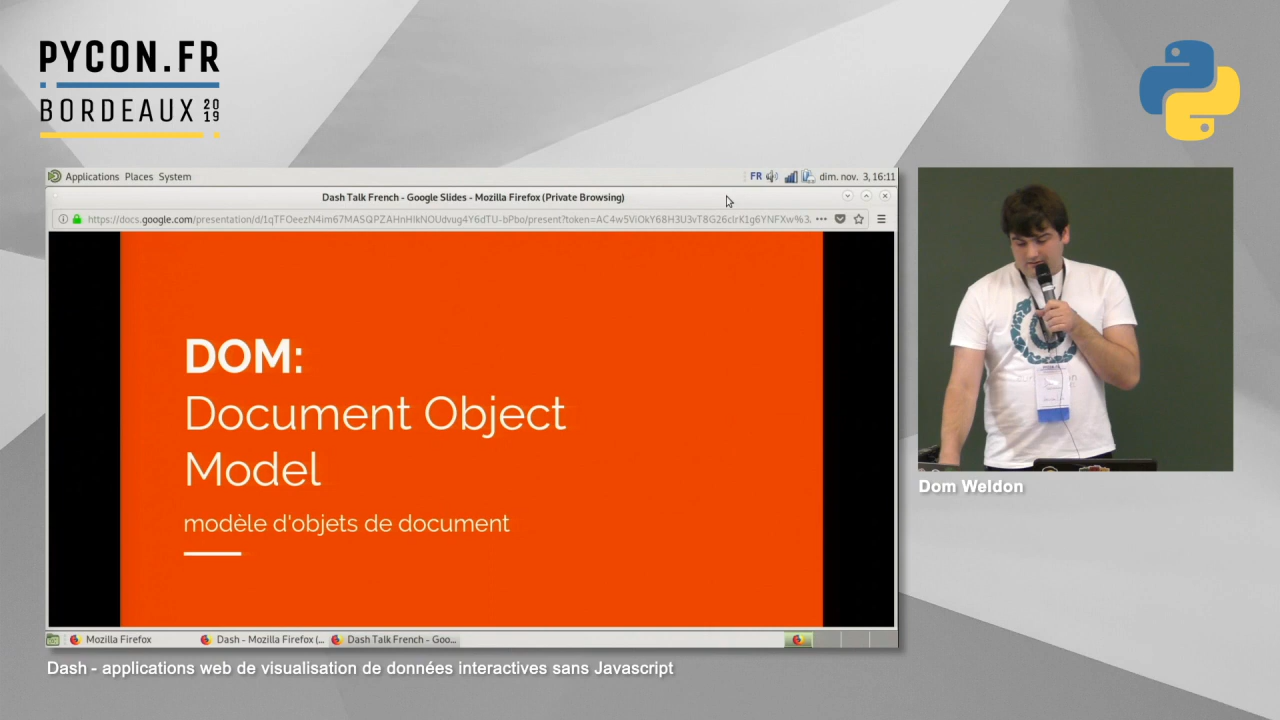 PYCON.FR
BORDEAUX 2019
Applications Places System
FR
dim. nov. 3, 16:11
Dash Talk French - Google Slides - Mozilla Firefox (Private Browsing)
DOM:
Document Object
Model
modèle d'objets de document
Mozilla Firefox
Dash - Mozilla Firefox (...
Dash Talk French - Goo...
Dom Weldon
Dash - applications web de visualisation de données interactives sans Javascript